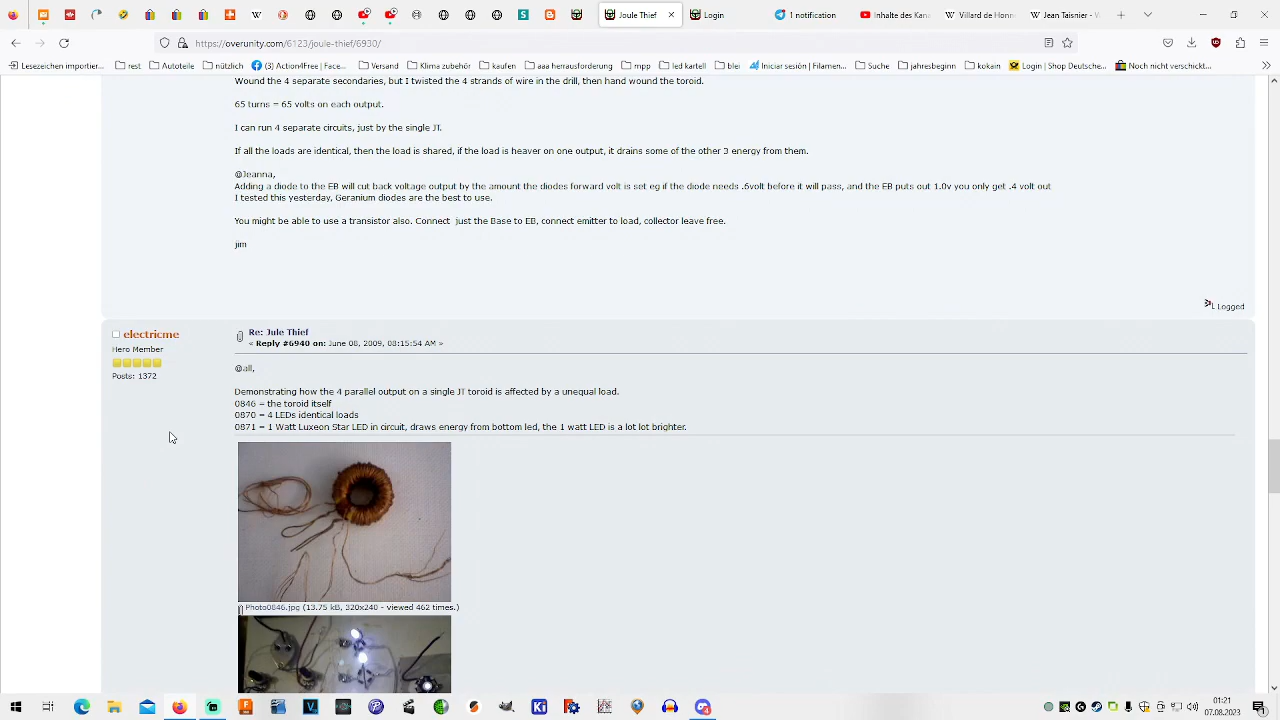 Joule Thief
Login
1 notification
Inhalte des Kar
Villard de Honn
Jean Taisnier - W
https://overunity.com/6123/joule-thief/6930/
Lesezeichen importier...
rest
Autoteile
nützlich
(3) Action4Free | Face...
Versand
Klima zubehör
kaufen
aaa herrausforderung
mpp
led kartell
blei
Iniciar sesión | Filamen...
Suche
jahresbeginn
kokain
Login | Shop Deutsche...
Noch nicht verschickt...
Wound the 4 separate secondaries, but I twisted the 4 strands of wire in the drill, then hand wound the toroid.
65 turns = 65 volts on each output.
I can run 4 separate circuits, just by the single JT.
If all the loads are identical, then the load is shared, if the load is heaver on one output, it drains some of the other 3 energy from them.
@Jeanna,
Adding a diode to the EB will cut back voltage output by the amount the diodes forward volt is set eg if the diode needs .6volt before it will pass, and the EB puts out 1.0v you only get .4 volt out
I tested this yesterday, Geranium diodes are the best to use.
You might be able to use a transistor also. Connect just the Base to EB, connect emitter to load, collector leave free.
jim
Logged
electricme
Hero Member
Posts: 1372
Re: Jule Thief
« Reply #6940 on: June 08, 2009, 08:15:54 AM »
@all,
Demonstrating how the 4 parallel output on a single JT toroid is affected by a unequal load.
0846 = the toroid itself
0870 = 4 LEDs identical loads
0871 = 1 Watt Luxeon Star LED in circuit, draws energy from bottom led, the 1 watt LED is a lot lot brighter.
Photo0846.jpg (13.75 kB, 320x240 - viewed 462 times.)
01:21
07.08.2023